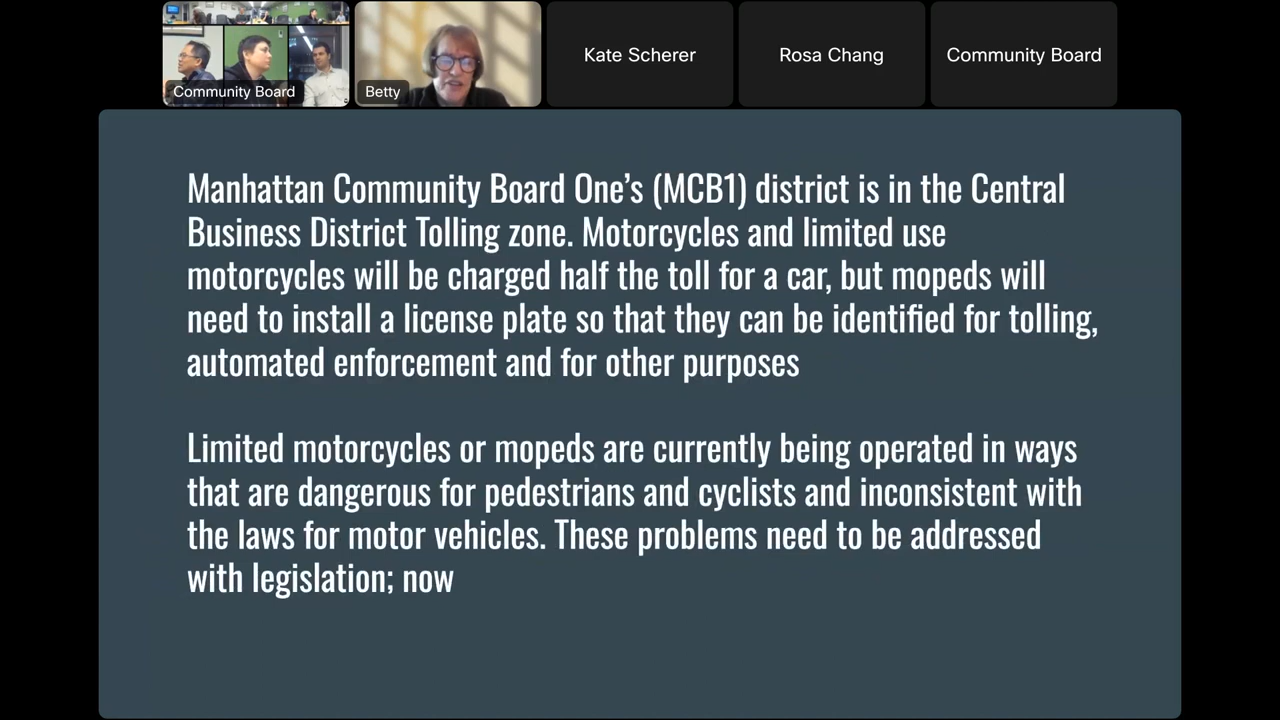 Community Board
Betty
Kate Scherer
Rosa Chang
Community Board
Manhattan Community Board One’s (MCB1) district is in the Central
Business District Tolling zone. Motorcycles and limited use
motorcycles will be charged half the toll for a car, but mopeds will
need to install a license plate so that they can be identified for tolling,
automated enforcement and for other purposes
Limited motorcycles or mopeds are currently being operated in ways
that are dangerous for pedestrians and cyclists and inconsistent with
the laws for motor vehicles. These problems need to be addressed
with legislation; now